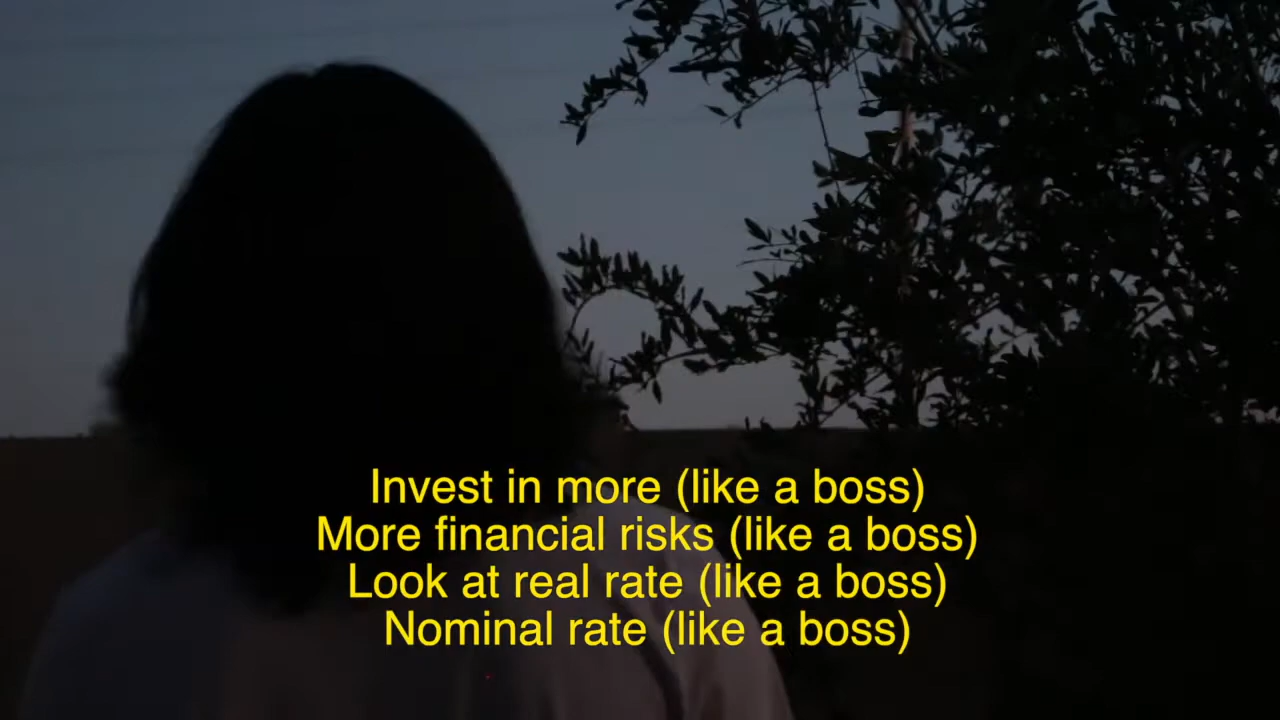 Invest in more (like a boss)
More financial risks (like a boss)
Look at real rate (like a boss)
Nominal rate (like a boss)